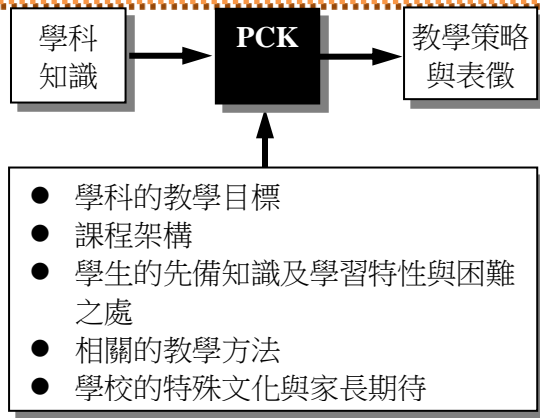 學科
知識
PCK
教學策略
與表徵
● 學科的教學目標
● 課程架構
● 學生的先備知識及學習特性與困難
之處
● 相關的教學方法
● 學校的特殊文化與家長期待